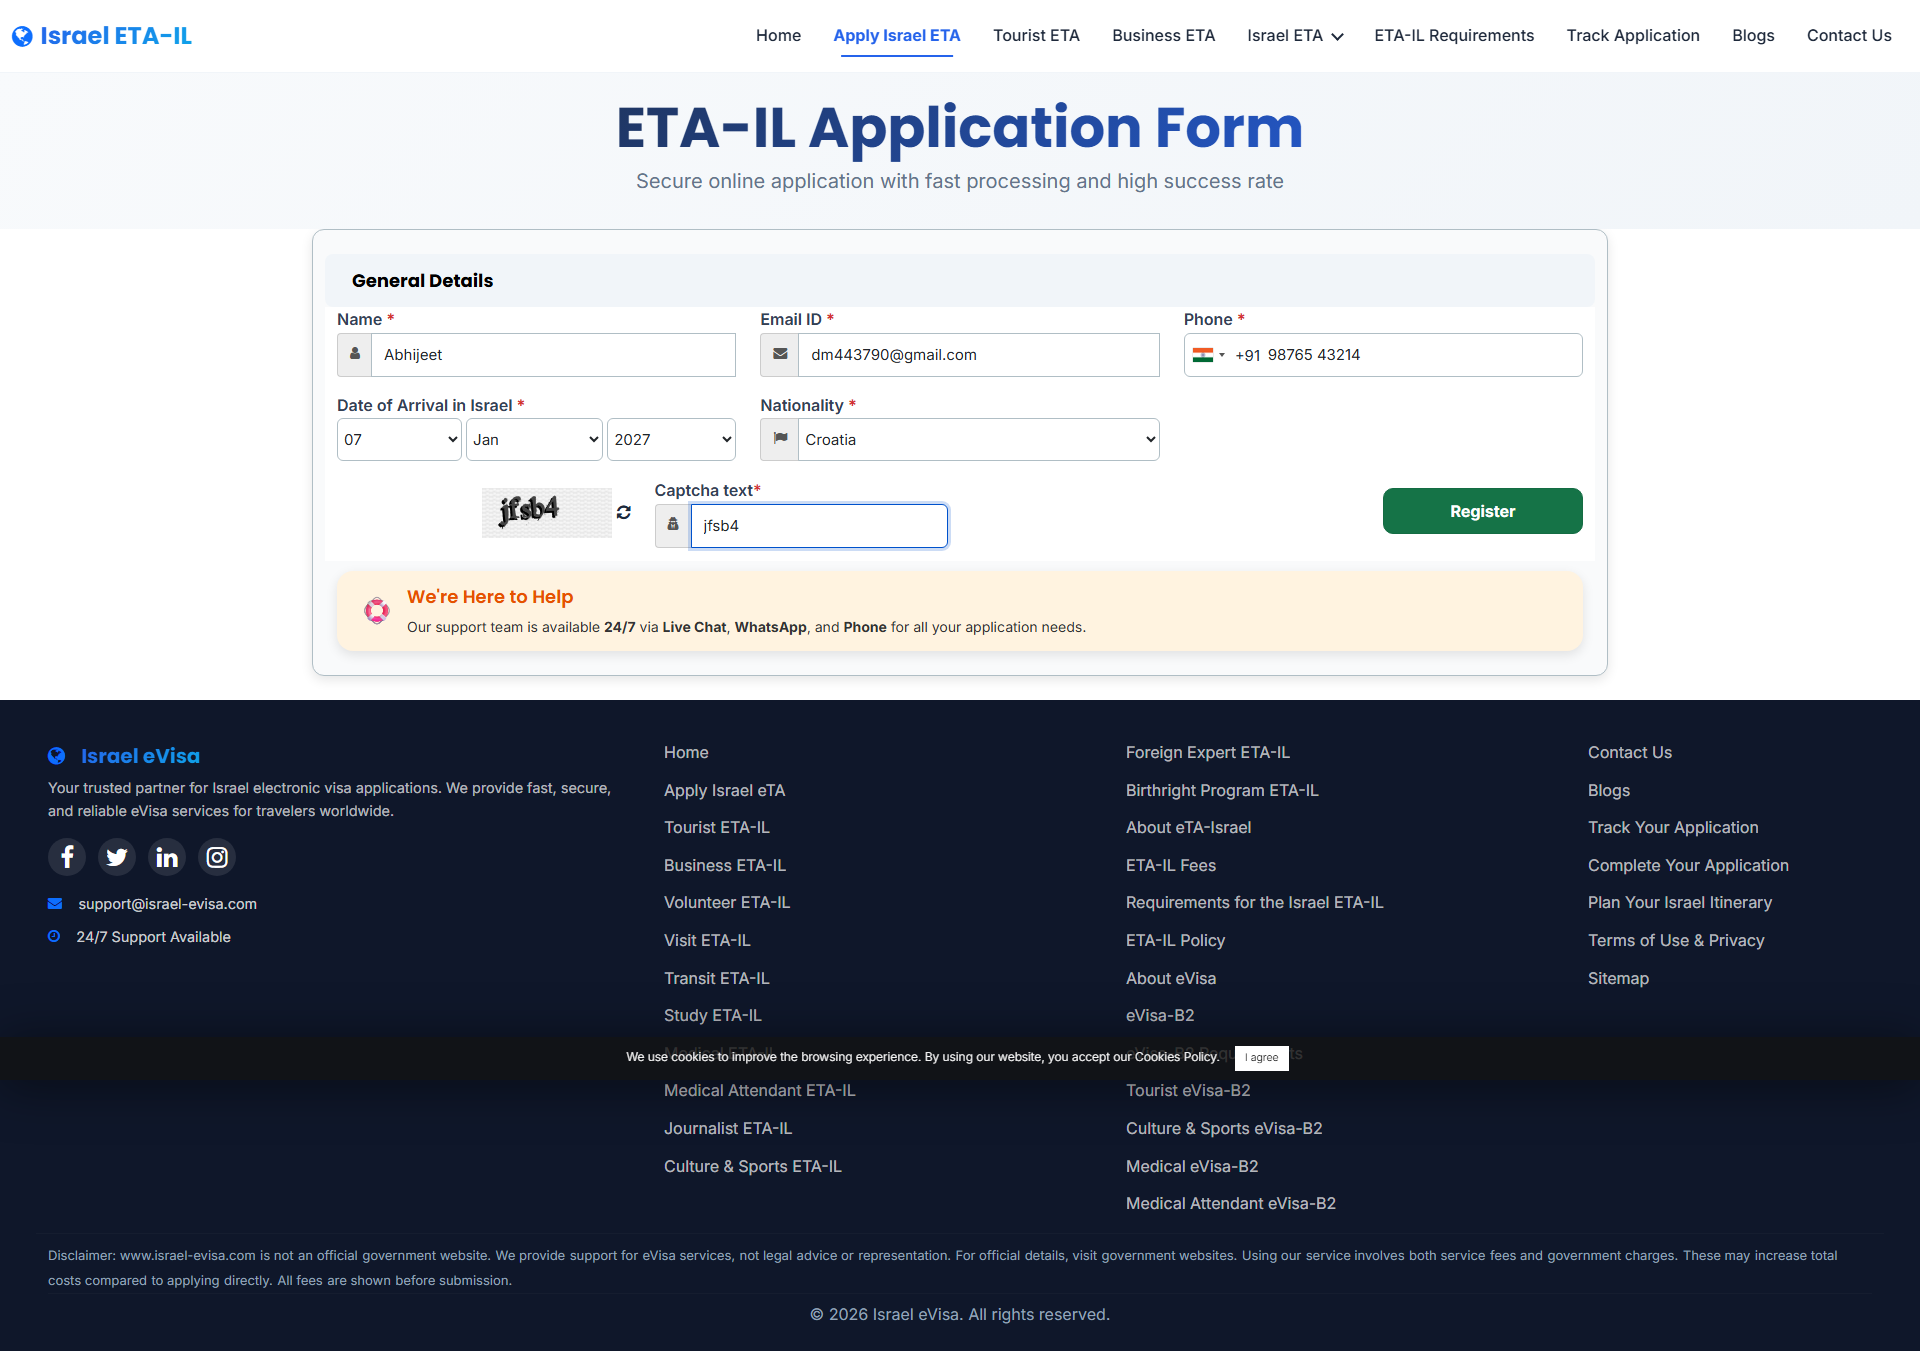 Israel ETA-IL
Home
Apply Israel ETA
Tourist ETA
Business ETA
Israel ETA
ETA-IL Requirements
Track Application
Blogs
Contact Us
ETA-IL Application Form
Secure online application with fast processing and high success rate
General Details
Name *
Email ID *
Phone *
Abhijeet
dm443790@gmail.com
+91 98765 43214
Date of Arrival in Israel *
Nationality *
07
Jan
2027
Croatia
jfsb4
Captcha text*
jfsb4
Register
We're Here to Help
Our support team is available 24/7 via Live Chat, WhatsApp, and Phone for all your application needs.
Israel eVisa
Your trusted partner for Israel electronic visa applications. We provide fast, secure,
and reliable eVisa services for travelers worldwide.
support@israel-evisa.com
24/7 Support Available
Home
Apply Israel eTA
Tourist ETA-IL
Business ETA-IL
Volunteer ETA-IL
Visit ETA-IL
Transit ETA-IL
Study ETA-IL
Medical Attendant ETA-IL
Journalist ETA-IL
Culture & Sports ETA-IL
Foreign Expert ETA-IL
Birthright Program ETA-IL
About eTA-Israel
ETA-IL Fees
Requirements for the Israel ETA-IL
ETA-IL Policy
About eVisa
eVisa-B2
Tourist eVisa-B2
Culture & Sports eVisa-B2
Medical eVisa-B2
Medical Attendant eVisa-B2
Contact Us
Blogs
Track Your Application
Complete Your Application
Plan Your Israel Itinerary
Terms of Use & Privacy
Sitemap
We use cookies to improve the browsing experience. By using our website, you accept our Cookies Policy.
I agree
Disclaimer: www.israel-evisa.com is not an official government website. We provide support for eVisa services, not legal advice or representation. For official details, visit government websites. Using our service involves both service fees and government charges. These may increase total
costs compared to applying directly. All fees are shown before submission.
© 2026 Israel eVisa. All rights reserved.